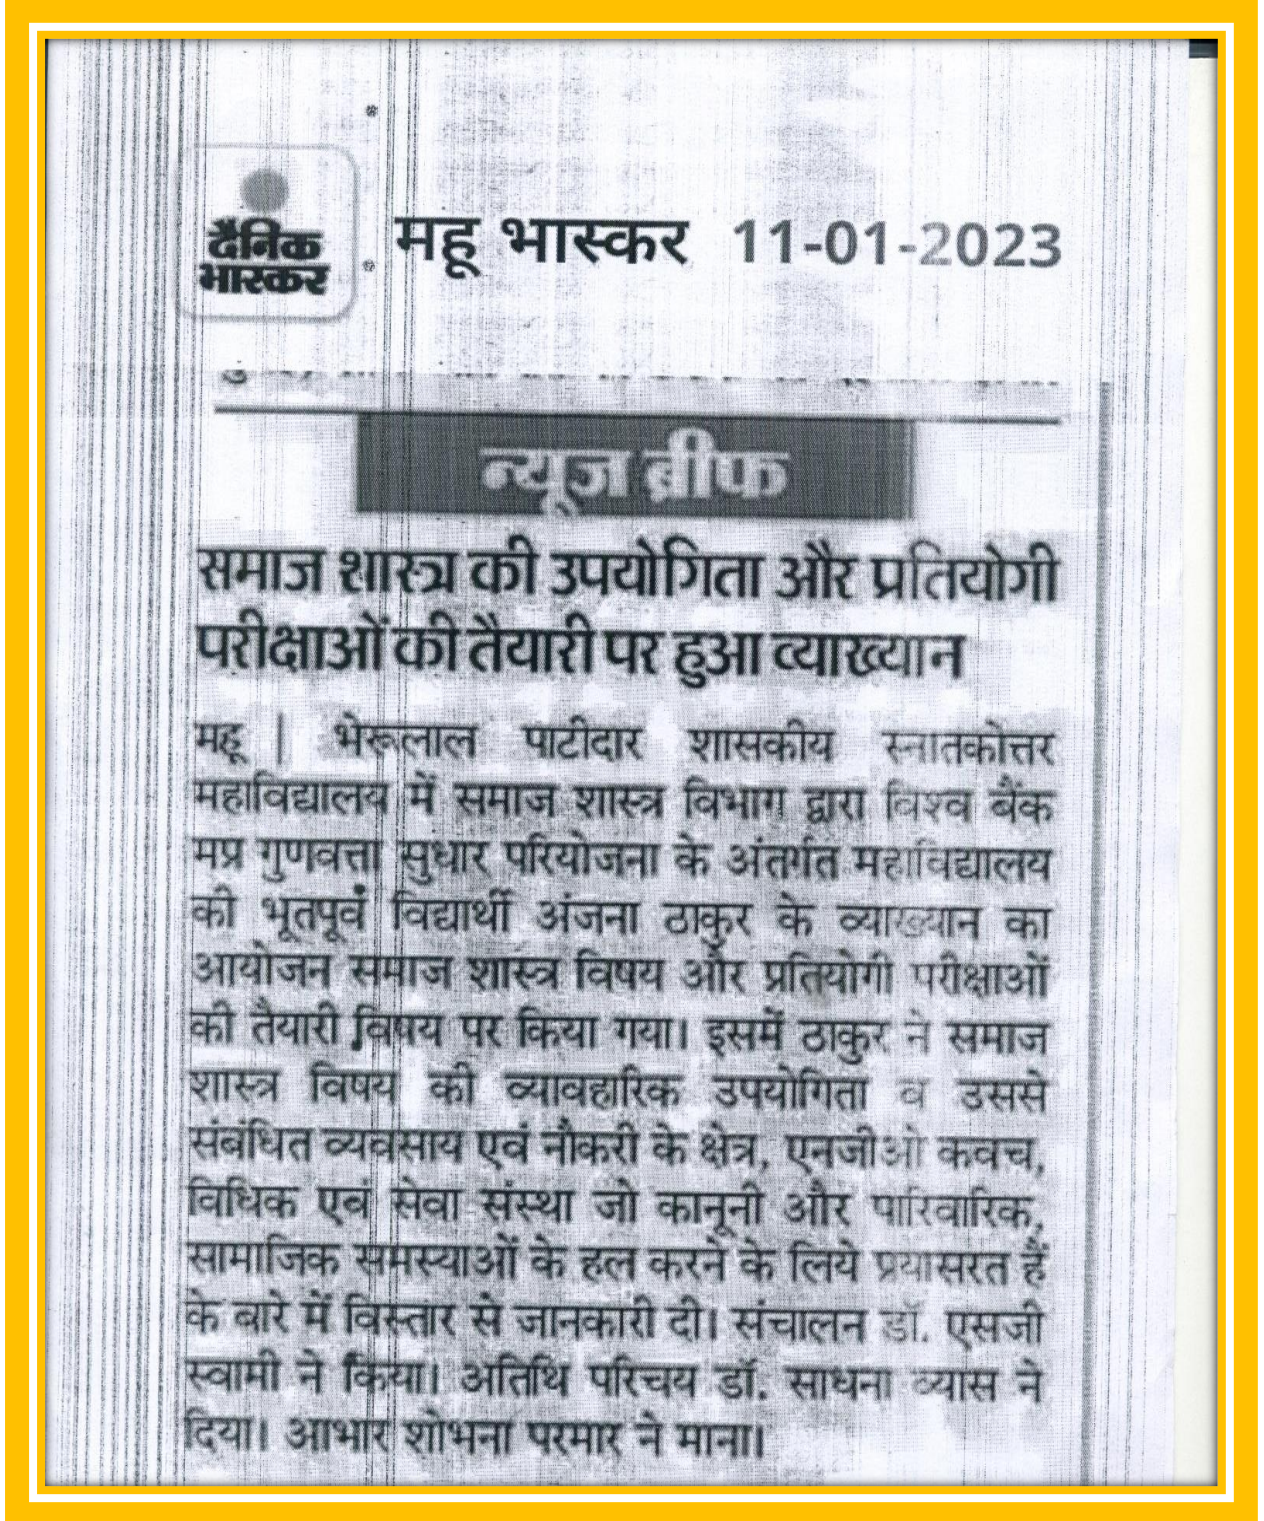 दैनिक
भास्कर
महू भास्कर 11-01-2023
न्यूज ब्रीफ
समाज शास्त्र की उपयोगिता और प्रतियोगी
परीक्षाओं की तैयारी पर हुआ व्याख्यान
महू | भेरूलाल पाटीदार शासकीय स्नातकोत्तर
महाविद्यालय में समाज शास्त्र विभाग द्वारा विश्व बैंक
मप्र गुणवत्ता सुधार परियोजना के अंतर्गत महाविद्यालय
की भूतपूर्व विद्यार्थी अंजना ठाकुर के व्याख्यान का
आयोजन समाज शास्त्र विषय और प्रतियोगी परीक्षाओं
की तैयारी विषय पर किया गया। इसमें ठाकुर ने समाज
शास्त्र विषय की व्यावहारिक उपयोगिता व उससे
संबंधित व्यवसाय एवं नौकरी के क्षेत्र, एनजीओ कवच,
विधिक एवं सेवा संस्था जो कानूनी और पारिवारिक,
सामाजिक समस्याओं के हल करने के लिये प्रयासरत हैं
के बारे में विस्तार से जानकारी दी। संचालन डॉ. एसजी
स्वामी ने किया। अतिथि परिचय डॉ. साधना व्यास ने
दिया। आभार शोभना परमार ने माना।